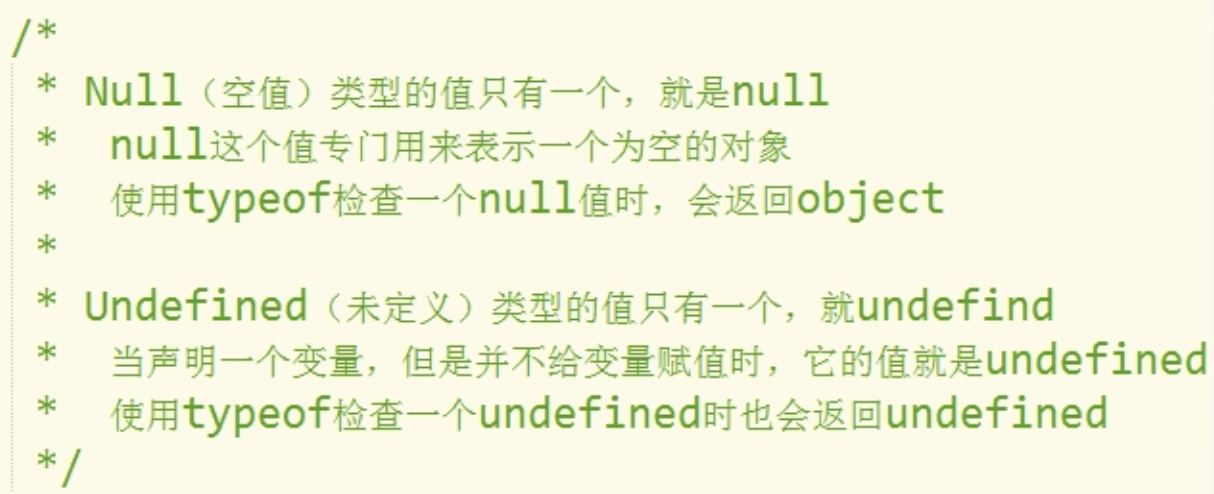 /*
* Null（空值）类型的值只有一个，就是null
* null这个值专门用来表示一个为空的对象
* 使用typeof检查一个null值时，会返回object
*
* Undefined（未定义）类型的值只有一个，就undefind
* 当声明一个变量，但是并不给变量赋值时，它的值就是undefined
* 使用typeof检查一个undefined时也会返回undefined
*/